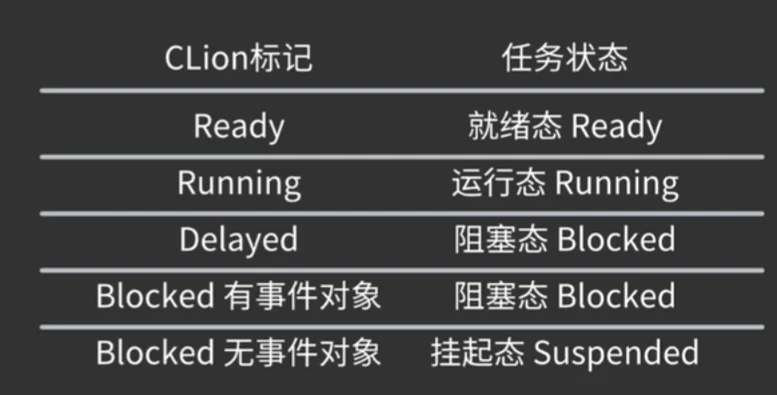 CLion标记 任务状态
Ready 就绪态 Ready
Running 运行态 Running
Delayed 阻塞态 Blocked
Blocked 有事件对象 阻塞态 Blocked
Blocked 无事件对象 挂起态 Suspended